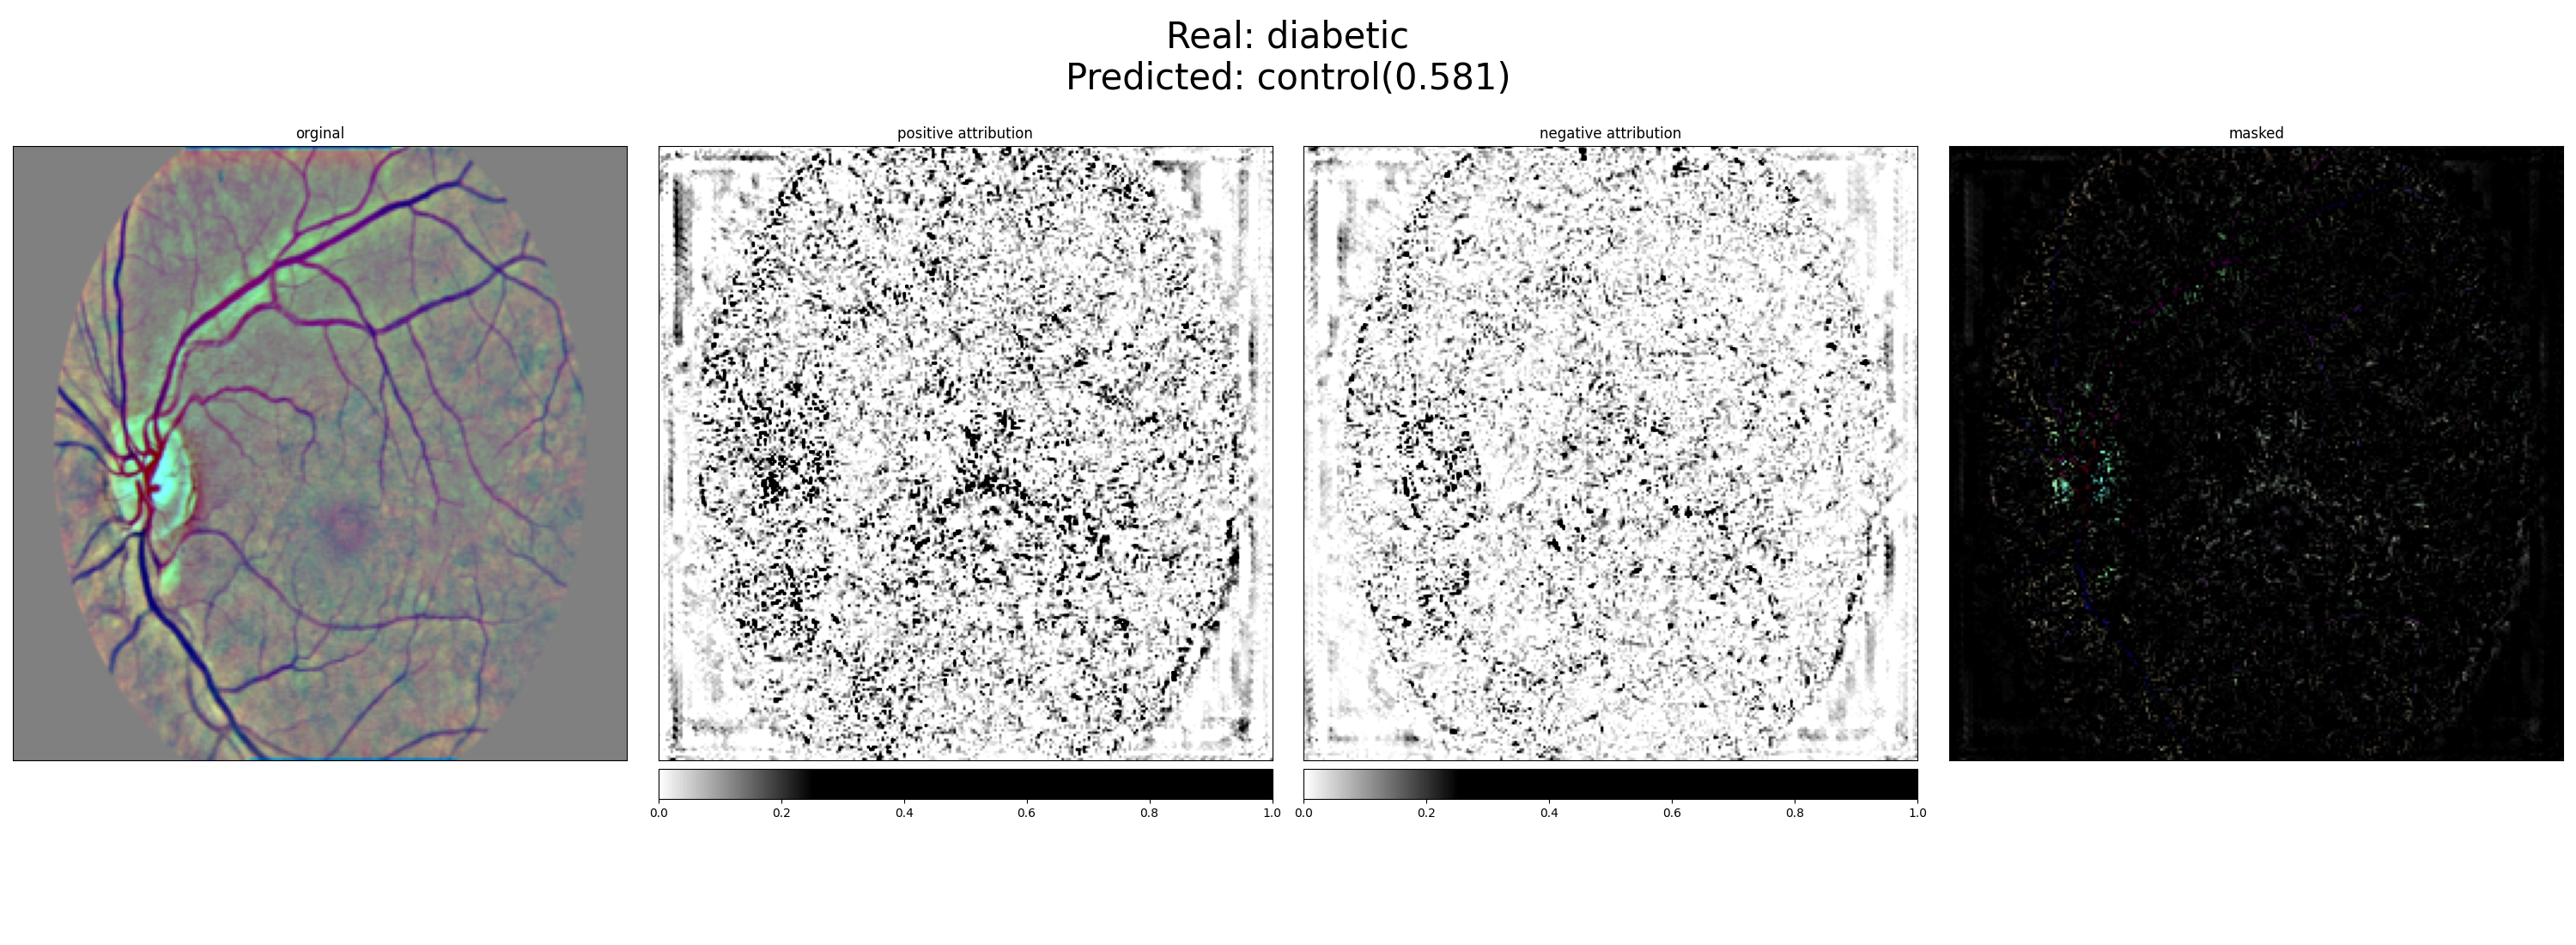 Real: diabetic
Predicted: control(0.581)
orginal
positive attribution
negative attribution
masked
0.0 0.2 0.4 0.6 0.8 1.0
0.0 0.2 0.4 0.6 0.8 1.0